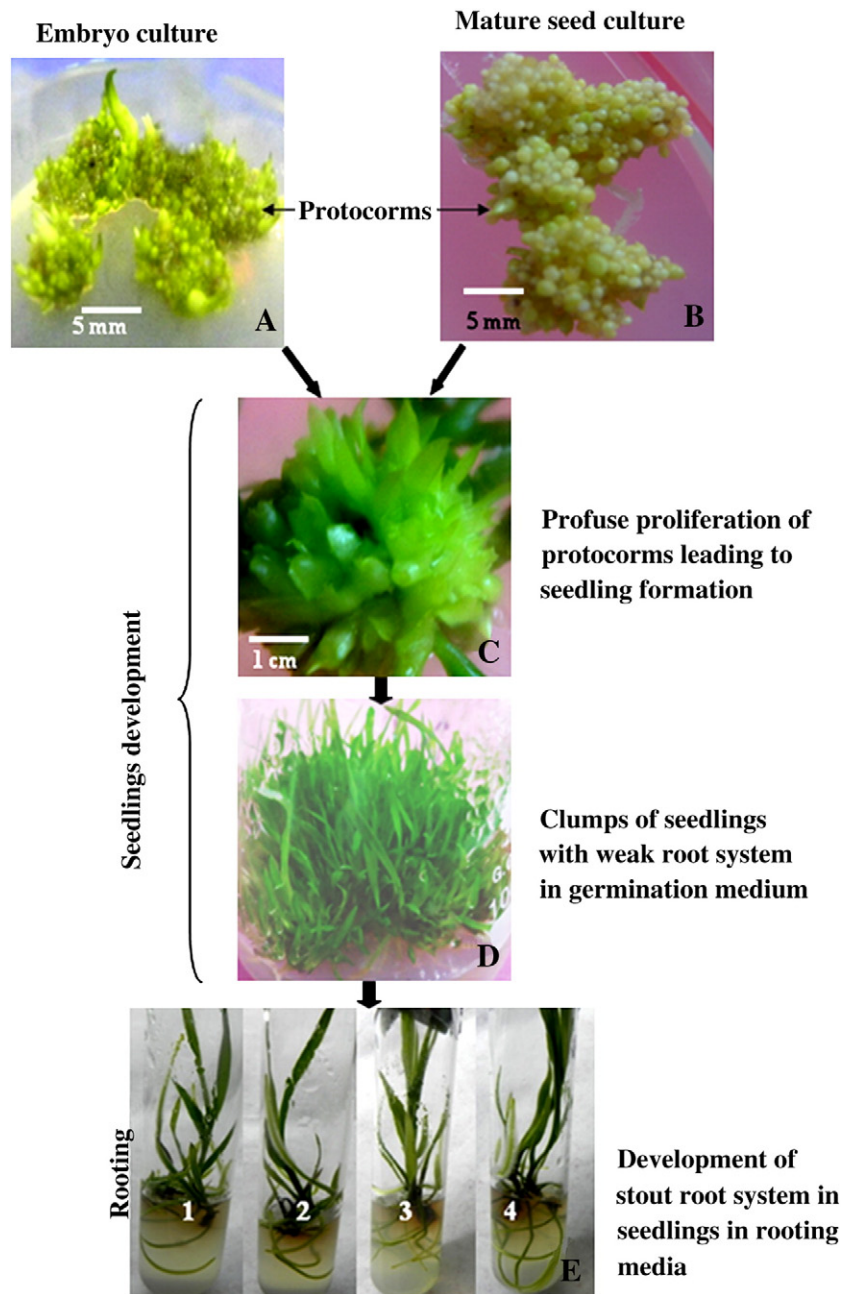 Embryo culture
Mature seed culture
Protocorms
5 mm
A
5 mm
B
Seedlings development
1 cm
C
Profuse proliferation of
protocorms leading to
seedling formation
D
Clumps of seedlings
with weak root system
in germination medium
Rooting
1
2
3
4
E
Development of
stout root system in
seedlings in rooting
media